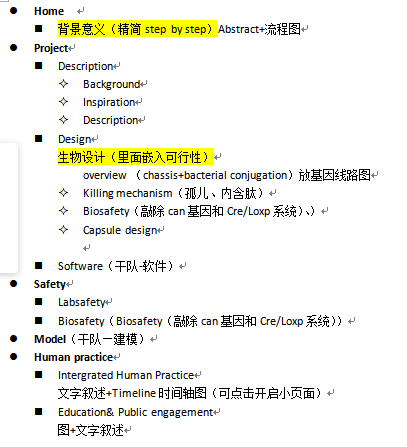 Home
背景意义（精简 step by step）Abstract+流程图
Project
Description
Background
Inspiration
Description
Design
生物设计（里面嵌入可行性）
overview （chassis+bacterial conjugation）放基因线路图
Killing mechanism（孤儿、内含肽）
Biosafety（敲除 can 基因和 Cre/Loxp 系统）、）
Capsule design
Software（干队-软件）
Safety
Labsafety
Biosafety（Biosafety（敲除 can 基因和 Cre/Loxp 系统））
Model（干队—建模）
Human practice
Intergrated Human Practice
文字叙述+Timeline 时间轴图（可点击开启小页面）
Education& Public engagement
图+文字叙述